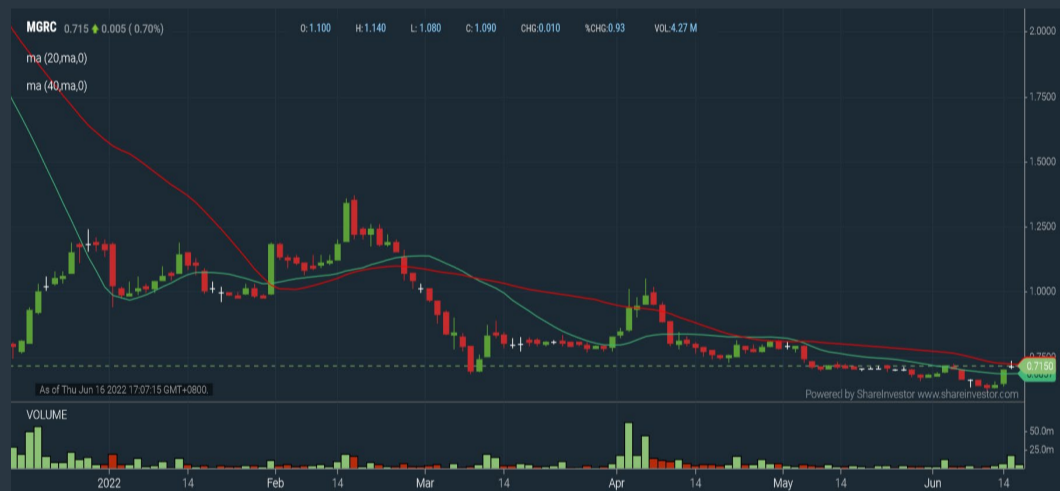 MGRC 0.715 0.005 ( 0.70%) O:1.100 H:1.140 L: 1.080 C:1.090 CHG:0.010 %CHG:0.93 VOL:4.27 M
ma (20,ma,0)
ma (40,ma,0)
2.0000
1.7500
1.5000
1.2500
1.0000
0.7150
As of Thu Jun 16 2022 17:07:15 GMT+0800.
Powered by ShareInvestor www.shareinvestor.com
VOLUME
50.0m
25.0m
2022 14 Feb 14 Mar 14 Apr 14 May 14 Jun 14